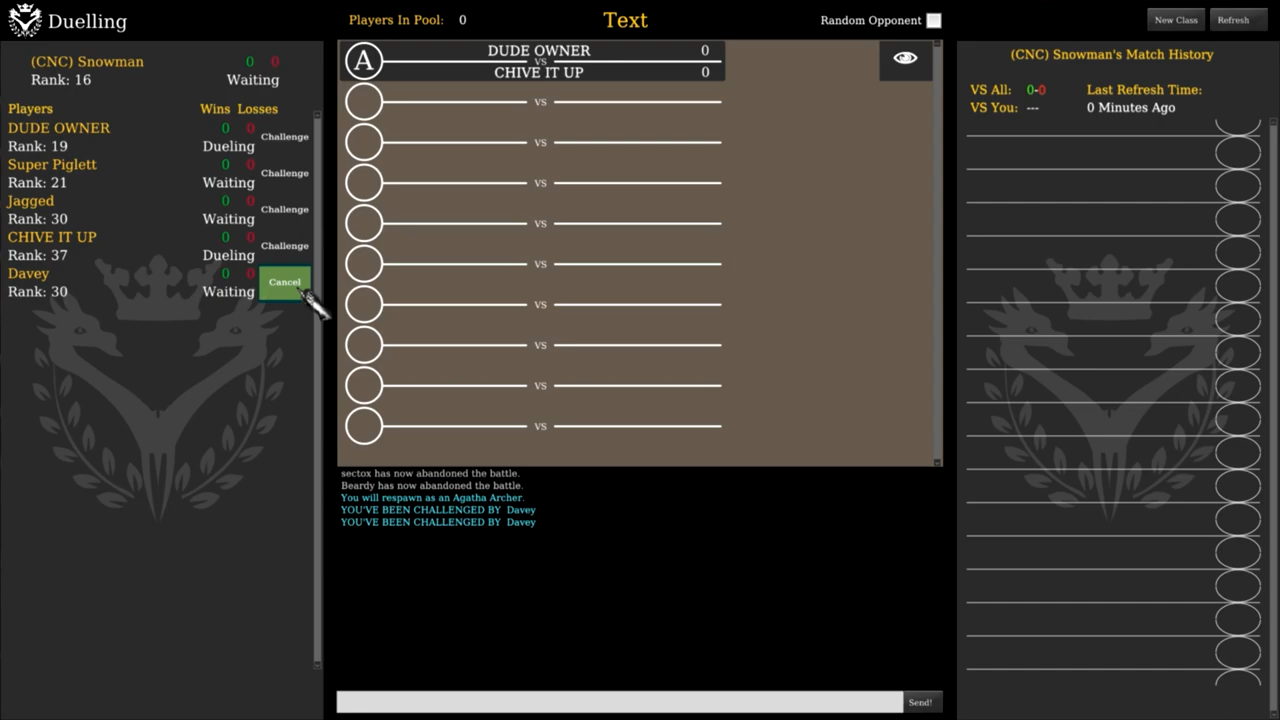 Duelling
Players In Pool: 0
Text
Random Opponent
New Class
Refresh
(CNC) Snowman 0 0
Rank: 16 Waiting
Players Wins Losses
DUDE OWNER 0 0
Rank: 19 Dueling Challenge
Super Piglett 0 0
Rank: 21 Waiting Challenge
Jagged 0 0
Rank: 30 Waiting Challenge
CHIVE IT UP 0 0
Rank: 37 Dueling Challenge
Davey 0 0
Rank: 30 Waiting Cancel
A
DUDE OWNER 0
VS
CHIVE IT UP 0
VS
VS
VS
VS
VS
VS
VS
VS
VS
sectox has now abandoned the battle.
Beardy has now abandoned the battle.
You will respawn as an Agatha Archer.
YOU'VE BEEN CHALLENGED BY Davey
YOU'VE BEEN CHALLENGED BY Davey
Send!
(CNC) Snowman's Match History
VS All: 0-0 Last Refresh Time:
VS You: --- 0 Minutes Ago